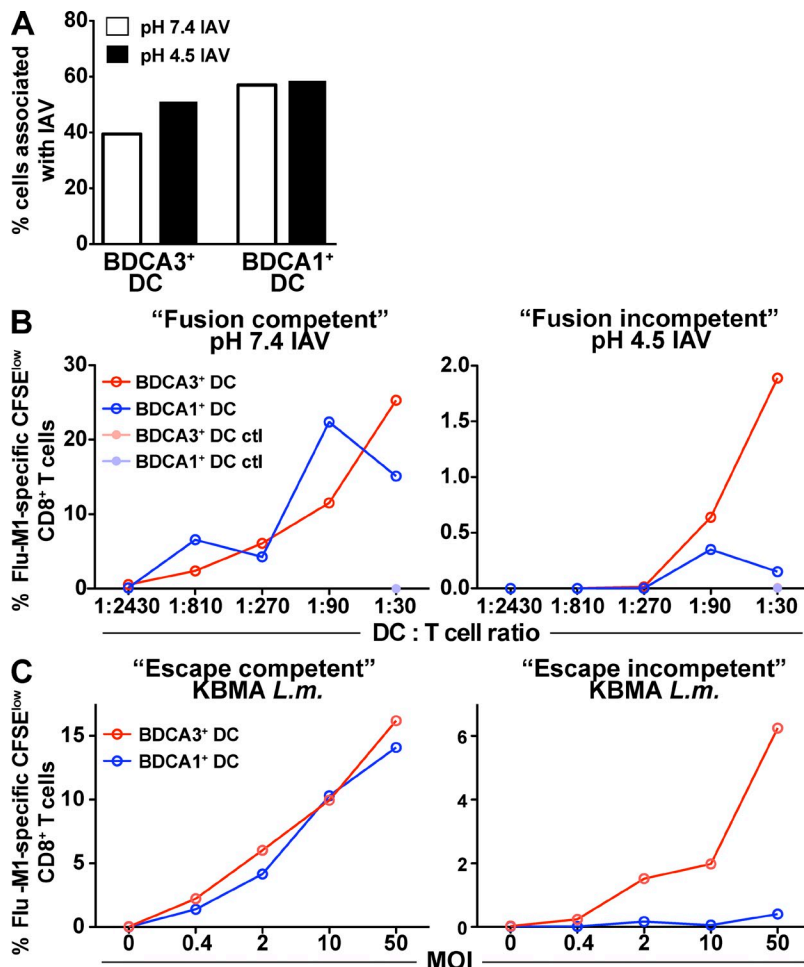 A
pH 7.4 IAV
pH 4.5 IAV
% cells associated
with IAV
80
60
40
20
0
BDCA3+
DC
BDCA1+
DC
B
“Fusion competent”
pH 7.4 IAV
“Fusion incompetent”
pH 4.5 IAV
% Flu-M1-specific CFSElow
CD8+ T cells
30
20
10
0
BDCA3+ DC
BDCA1+ DC
BDCA3+ DC ctl
BDCA1+ DC ctl
1:2430 1:810 1:270 1:90 1:30
2.0
1.5
1.0
0.5
0.0
1:2430 1:810 1:270 1:90 1:30
DC : T cell ratio
C
“Escape competent”
KBMA L.m.
“Escape incompetent”
KBMA L.m.
% Flu -M1-specific CFSElow
CD8+ T cells
15
10
5
0
BDCA3+ DC
BDCA1+ DC
0 0.4 2 10 50
6
4
2
0
0 0.4 2 10 50
MOI